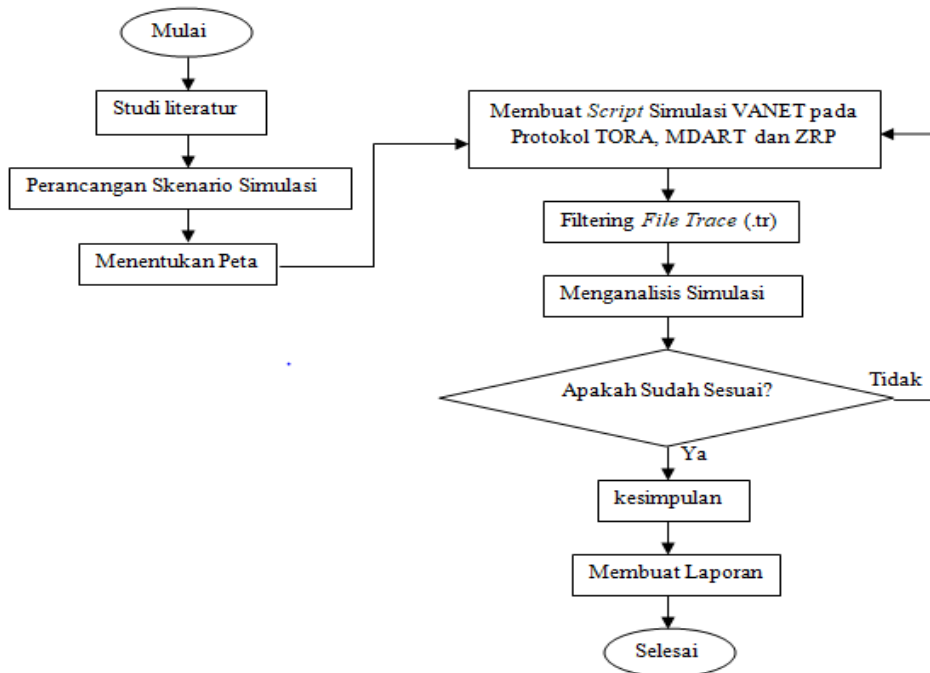 Mulai
Studi literatur
Perancangan Skenario Simulasi
Menentukan Peta
Membuat Script Simulasi VANET pada
Protokol TORA, MDART dan ZRP
Filtering File Trace (.tr)
Menganalisis Simulasi
Apakah Sudah Sesuai?
Tidak
Ya
kesimpulan
Membuat Laporan
Selesai